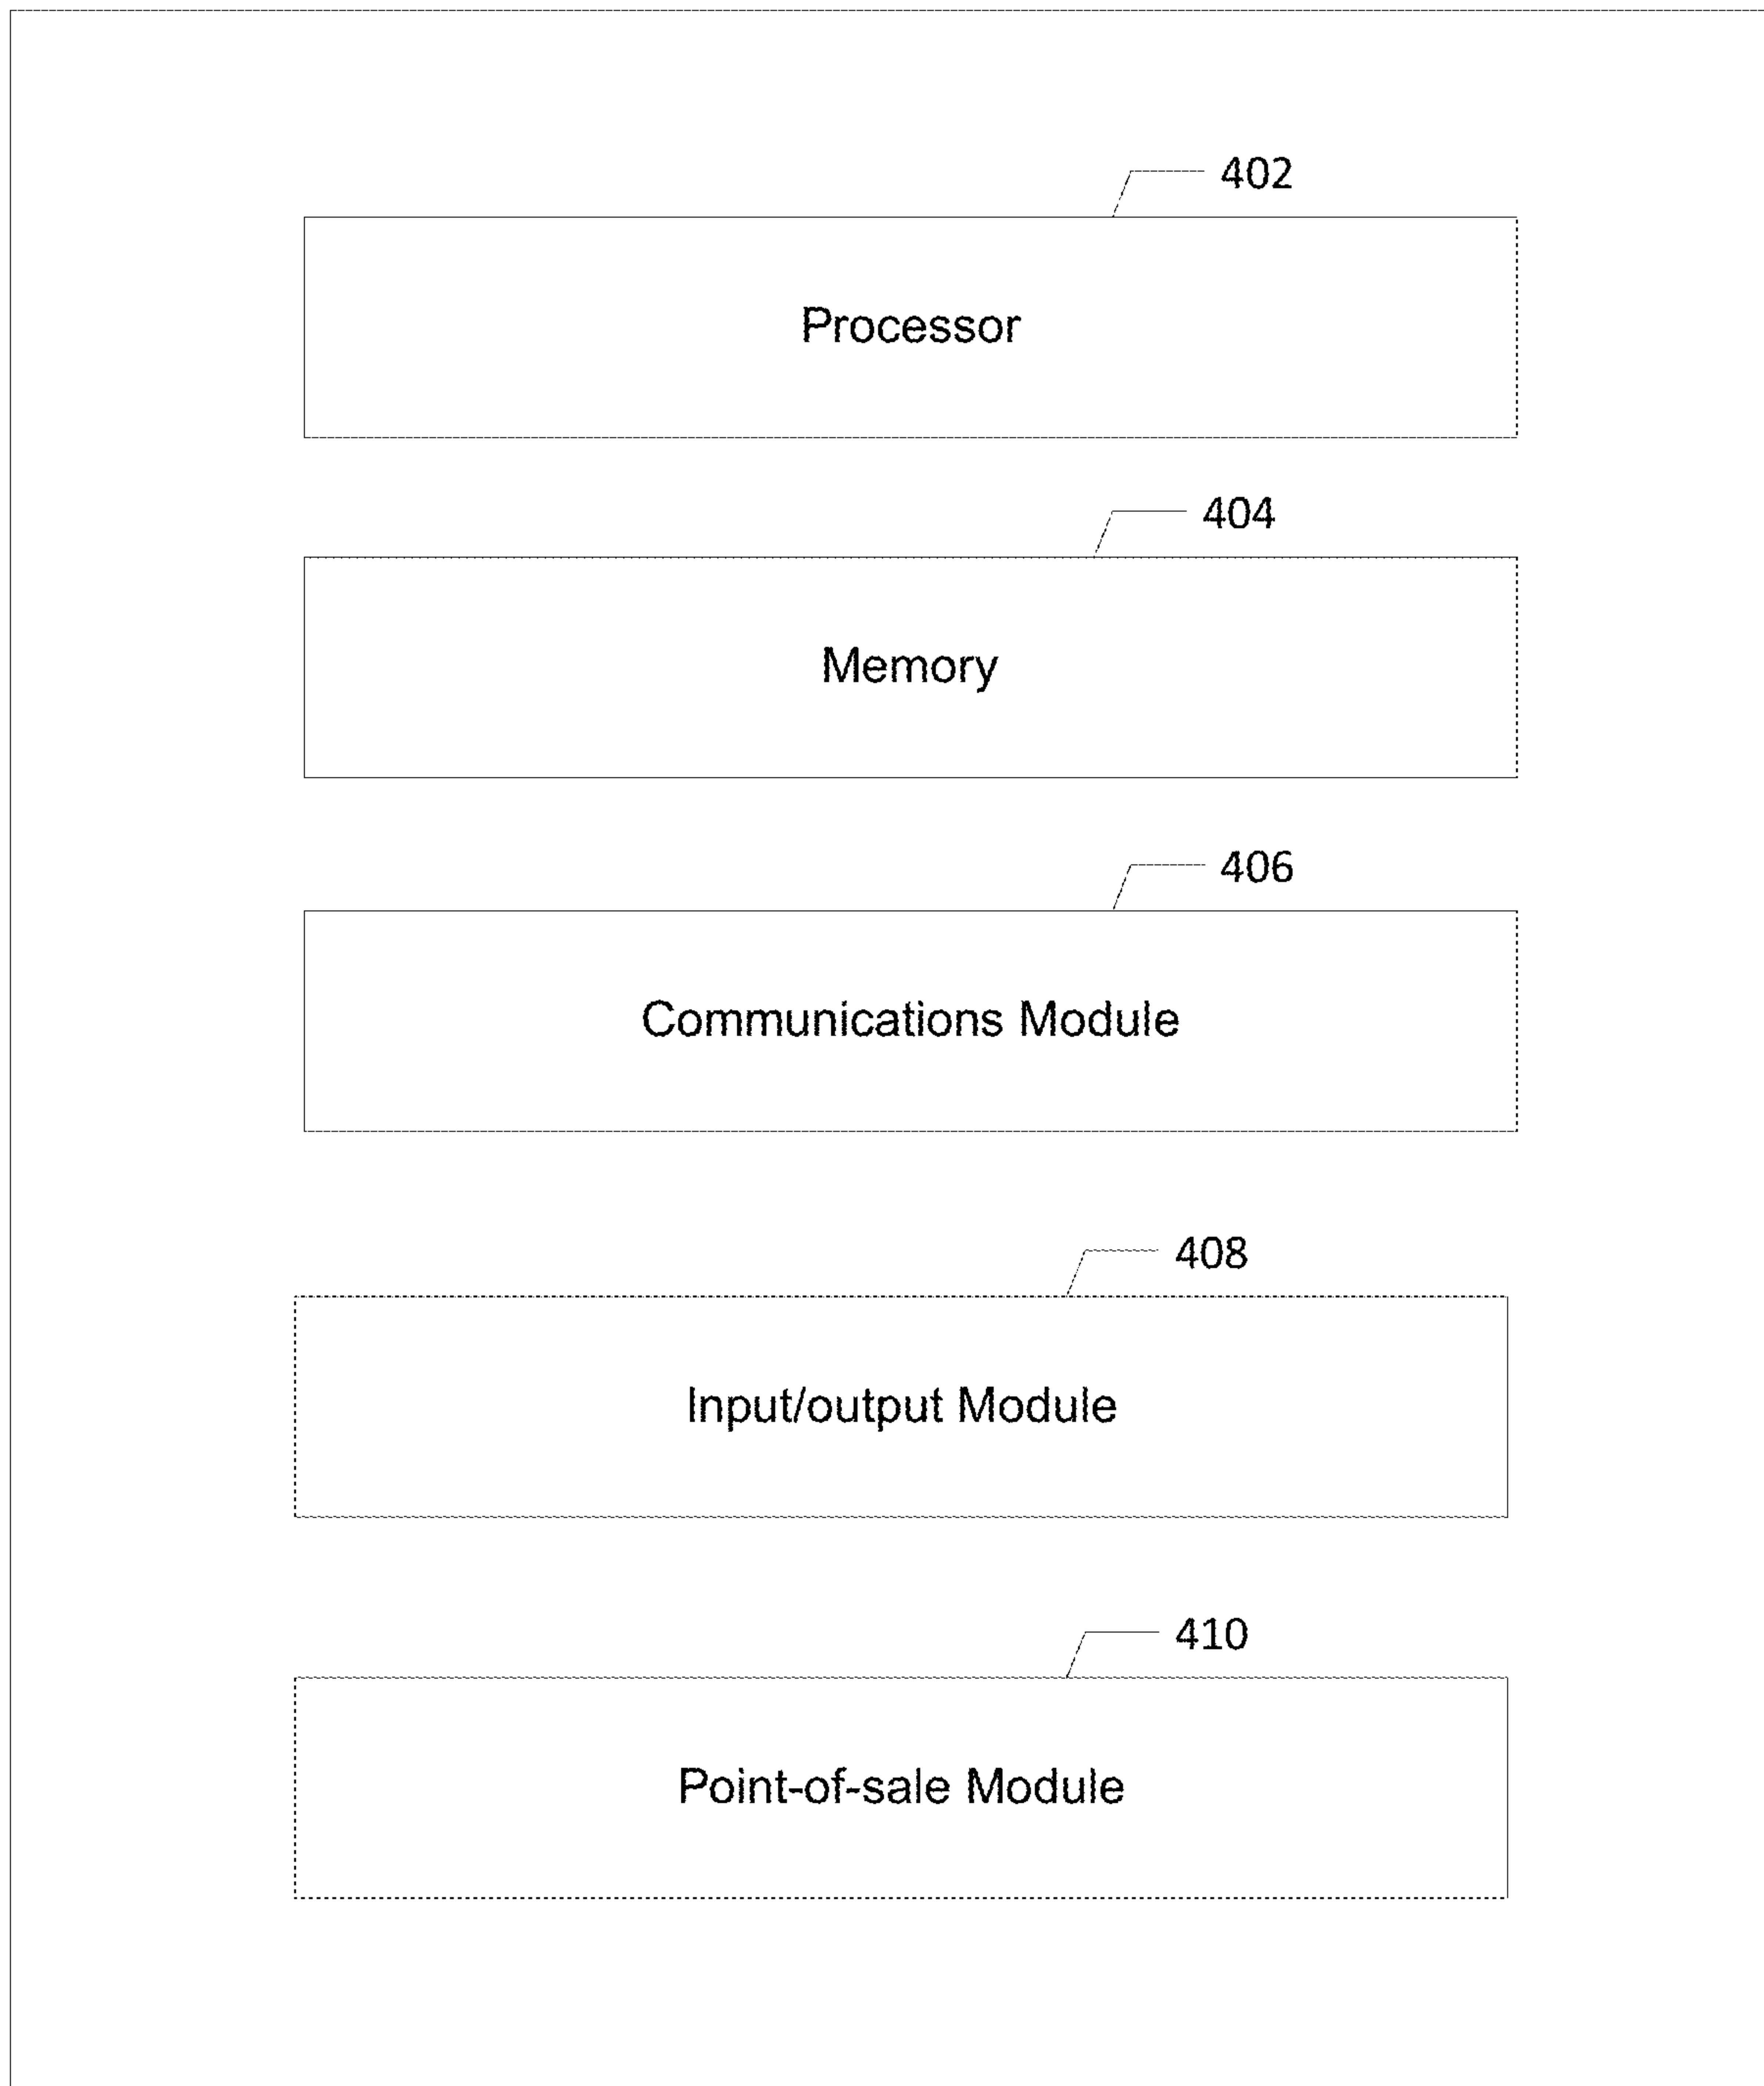 402
Processor
404
Memory
406
Communications Module
408
Input/output Module
410
Point-of-sale Module